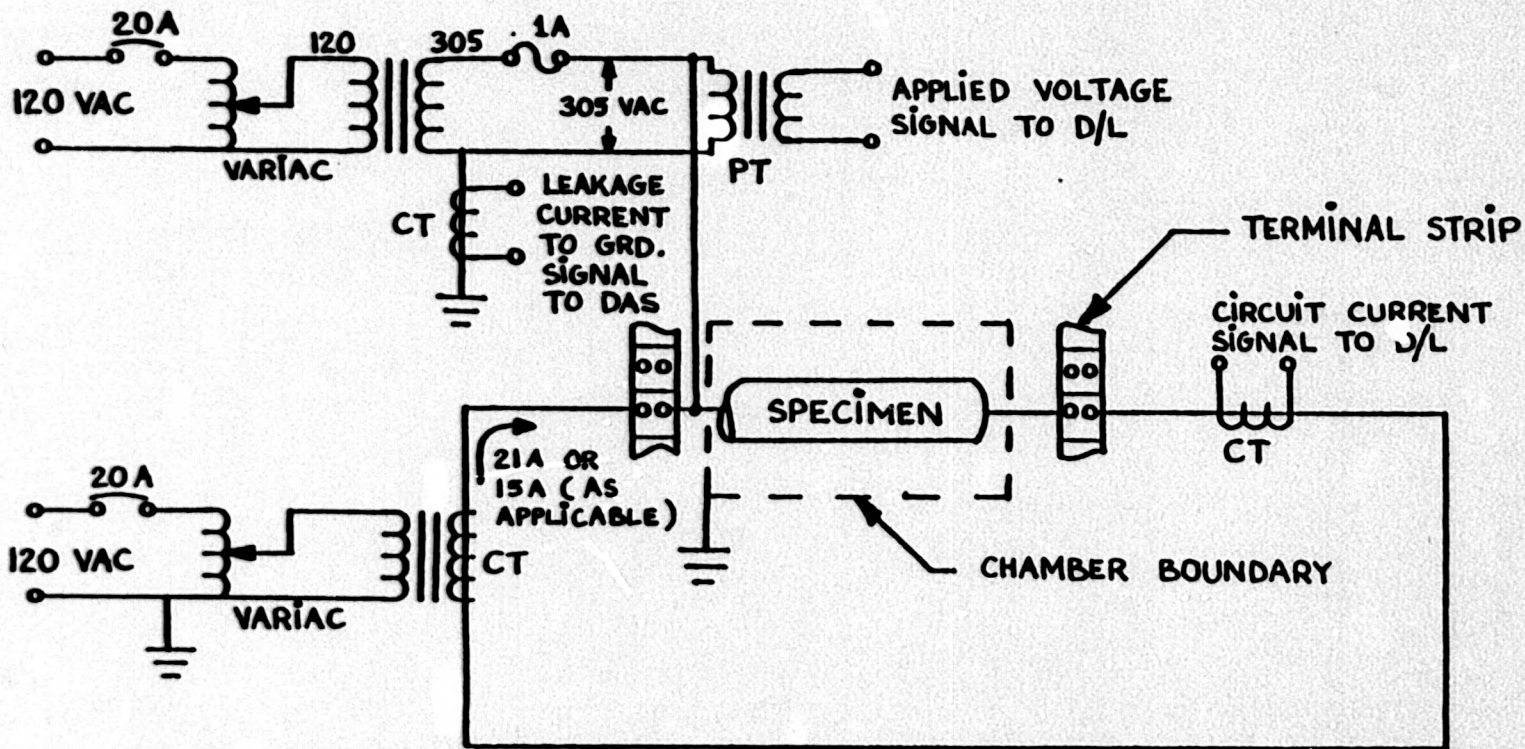 20A
120
305
1A
120 VAC
305 VAC
VARIAC
PT
APPLIED VOLTAGE
SIGNAL TO D/L
CT
LEAKAGE
CURRENT
TO GRD.
SIGNAL
TO DAS
TERMINAL STRIP
CIRCUIT CURRENT
SIGNAL TO D/L
SPECIMEN
CT
21A OR
15A (AS
APPLICABLE)
20A
120 VAC
CT
VARIAC
CHAMBER BOUNDARY